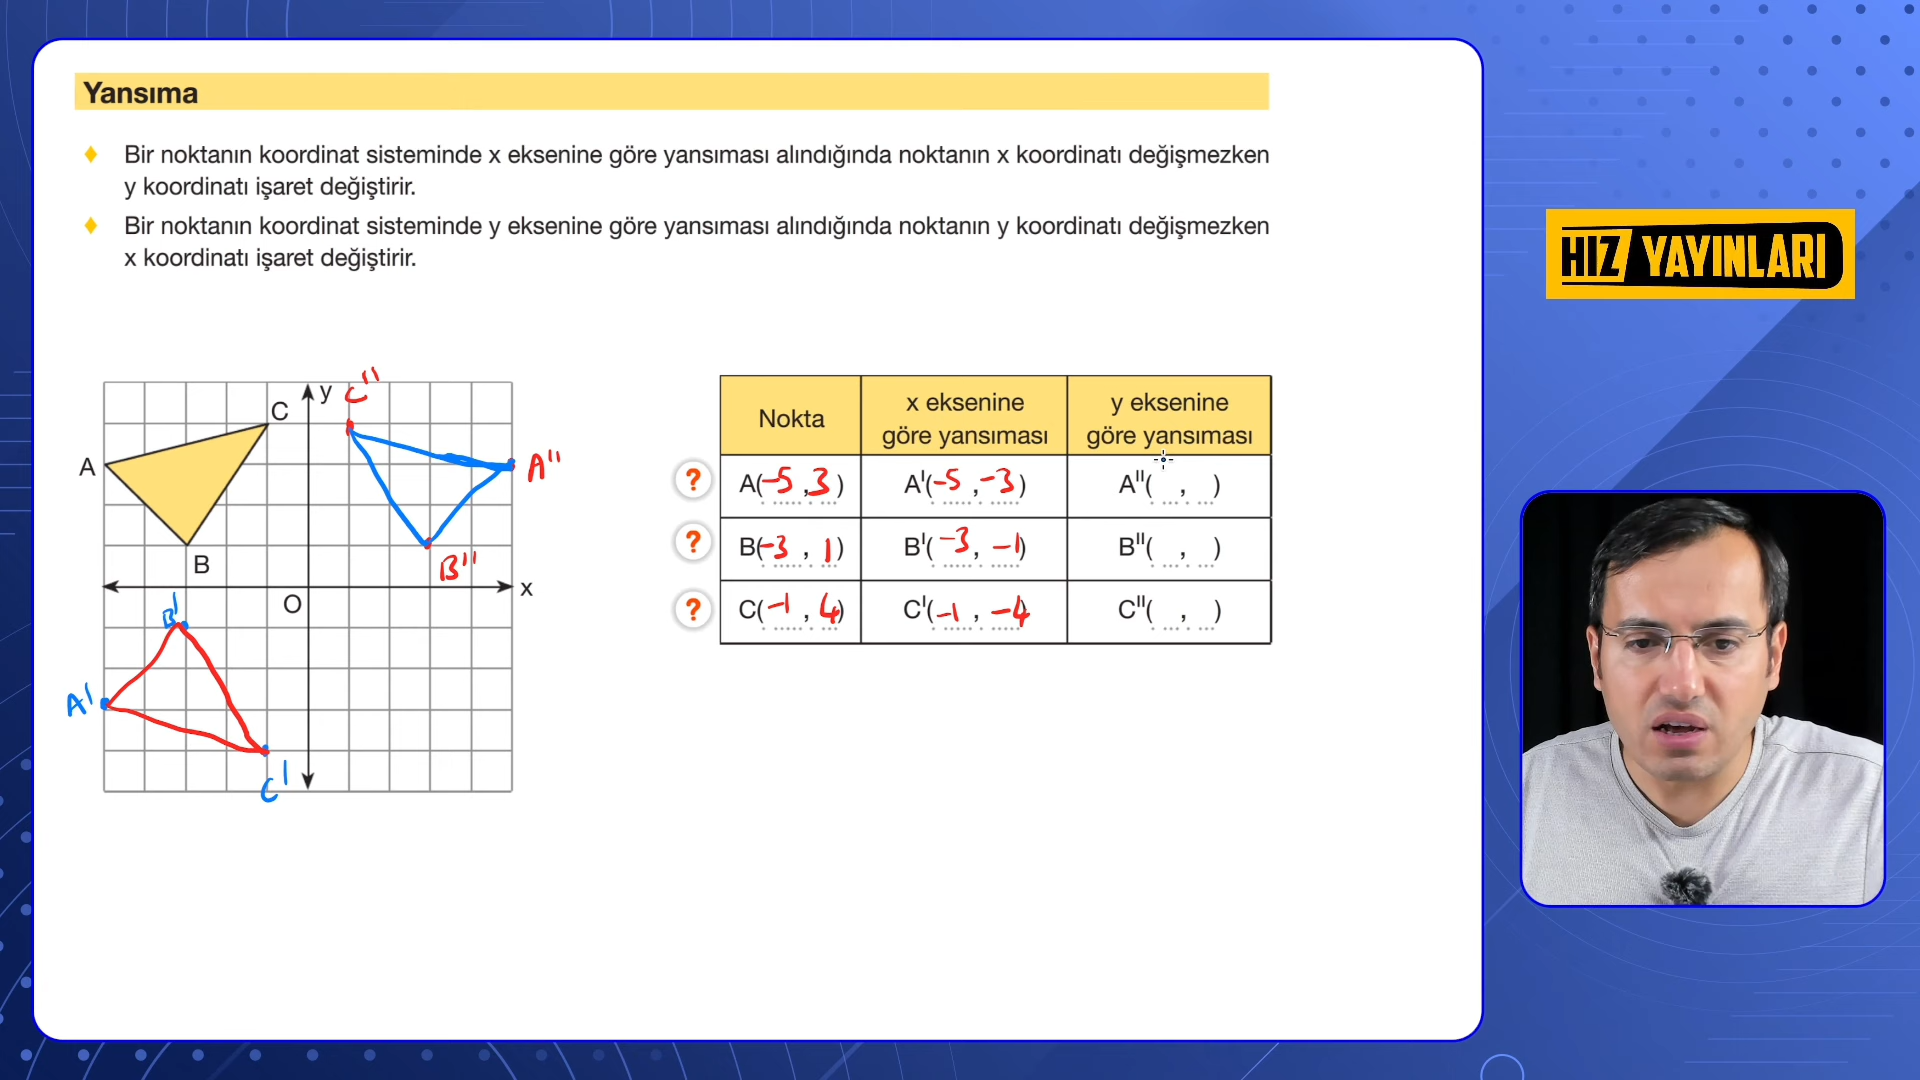 Yansıma
Bir noktanın koordinat sisteminde x eksenine göre yansıması alındığında noktanın x koordinatı değişmezken
y koordinatı işaret değiştirir.
Bir noktanın koordinat sisteminde y eksenine göre yansıması alındığında noktanın y koordinatı değişmezken
x koordinatı işaret değiştirir.
HIZ YAYINLARI
y C''
C
A A''
B B''
x
O
B'
A'
C'
Nokta
x eksenine
göre yansıması
y eksenine
göre yansıması
? A(-5 , 3) A'(-5 , -3) A''( , )
? B(-3 , 1) B'(-3 , -1) B''( , )
? C(-1 , 4) C'(-1 , -4) C''( , )